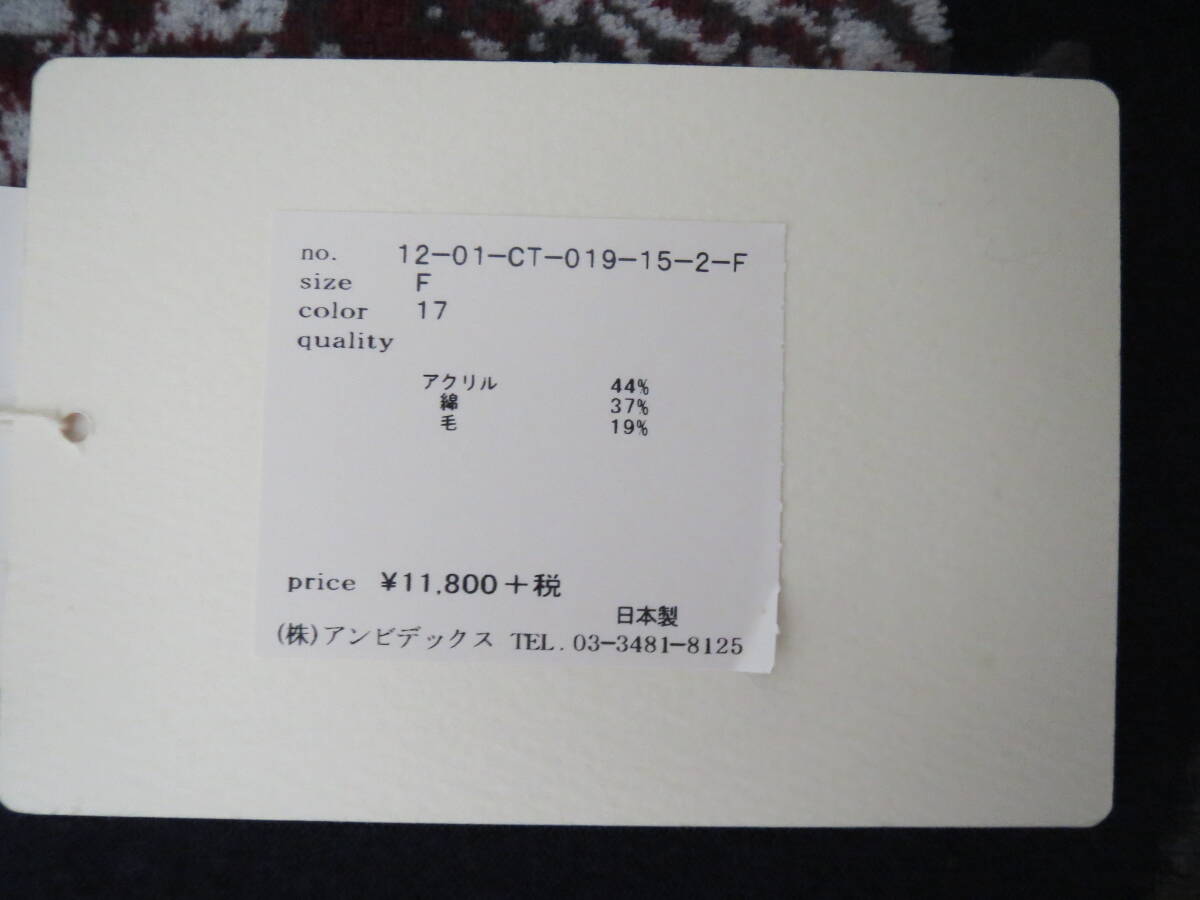 no. 12-01-CT-019-15-2-F
size F
color 17
quality
アクリル 44%
綿 37%
毛 19%
price ¥11,800+税
日本製
(株)アンビデックス TEL. 03-3481-8125